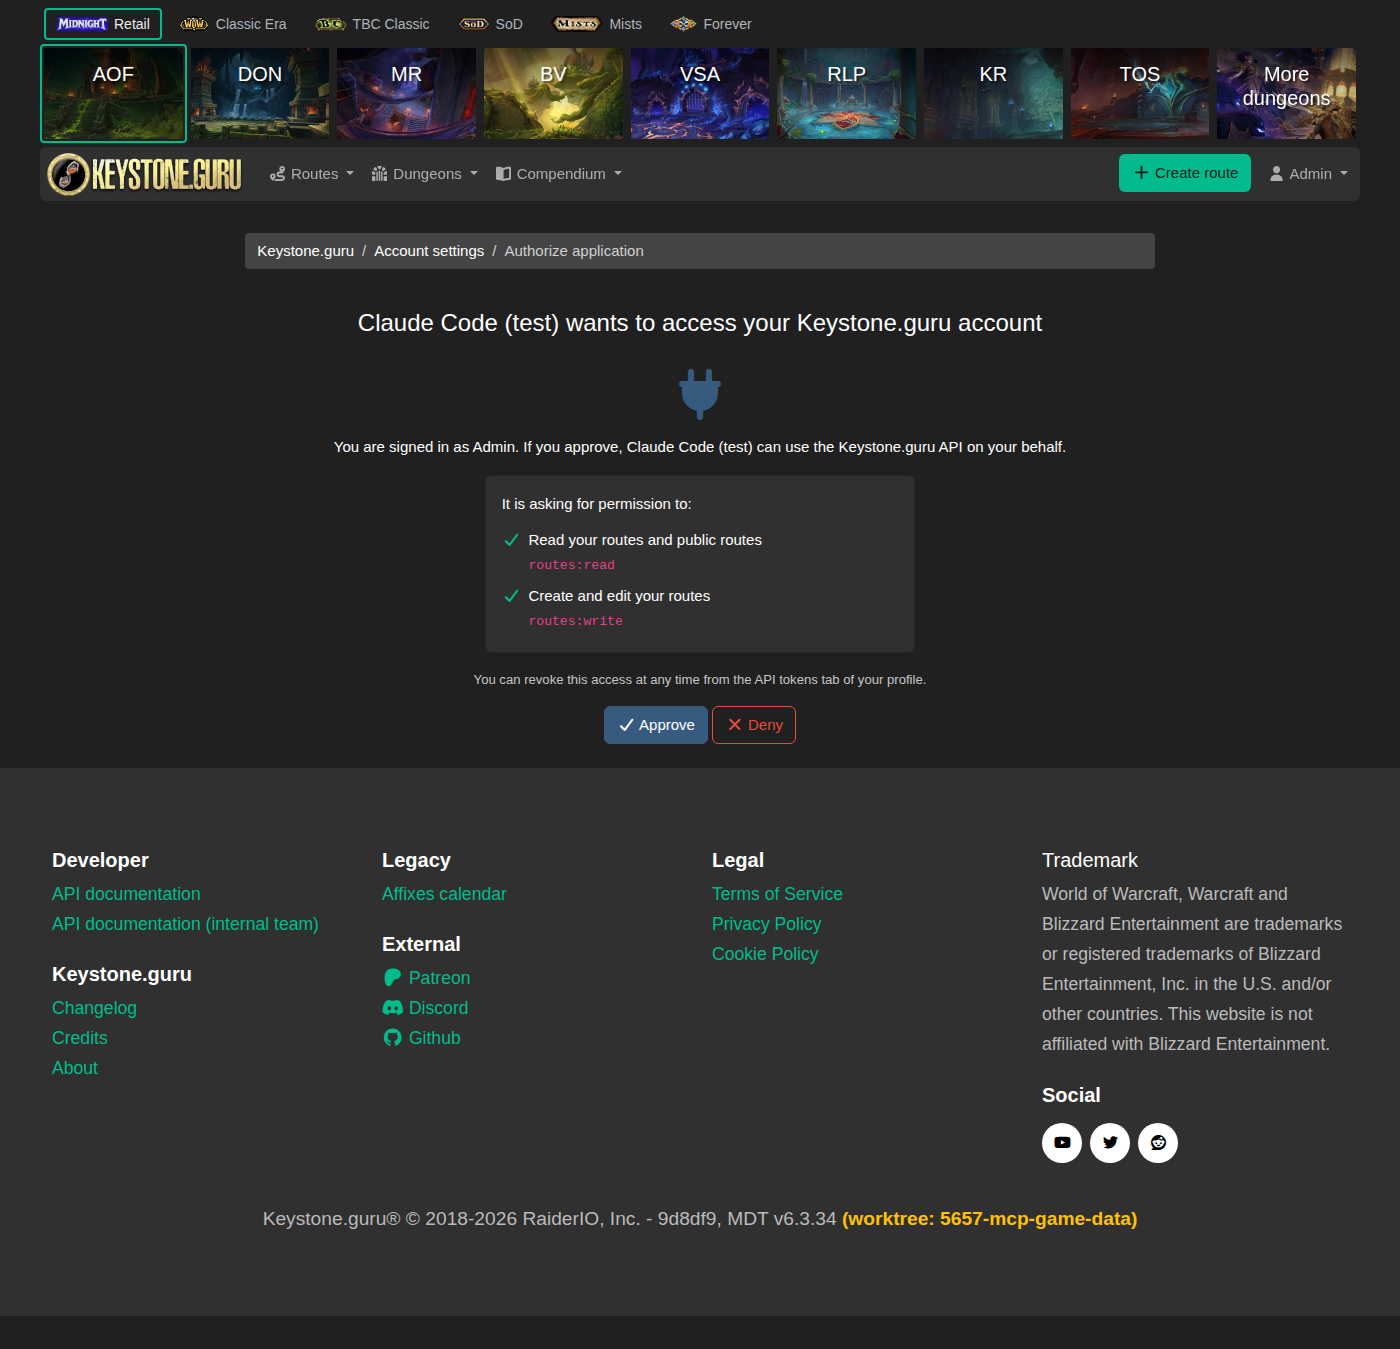 MIDNIGHT Retail WOW Classic Era BC TBC Classic SoD SoD MISTS Mists Forever
AOF DON MR BV VSA RLP KR TOS More
dungeons
KEYSTONE.GURU Routes Dungeons Compendium Create route Admin
Keystone.guru / Account settings / Authorize application
Claude Code (test) wants to access your Keystone.guru account
You are signed in as Admin. If you approve, Claude Code (test) can use the Keystone.guru API on your behalf.
It is asking for permission to:
Read your routes and public routes
routes:read
Create and edit your routes
routes:write
You can revoke this access at any time from the API tokens tab of your profile.
Approve Deny
Developer
API documentation
API documentation (internal team)
Keystone.guru
Changelog
Credits
About
Legacy
Affixes calendar
External
Patreon
Discord
Github
Legal
Terms of Service
Privacy Policy
Cookie Policy
Trademark
World of Warcraft, Warcraft and
Blizzard Entertainment are trademarks
or registered trademarks of Blizzard
Entertainment, Inc. in the U.S. and/or
other countries. This website is not
affiliated with Blizzard Entertainment.
Social
Keystone.guru® © 2018-2026 RaiderIO, Inc. - 9d8df9, MDT v6.3.34 (worktree: 5657-mcp-game-data)